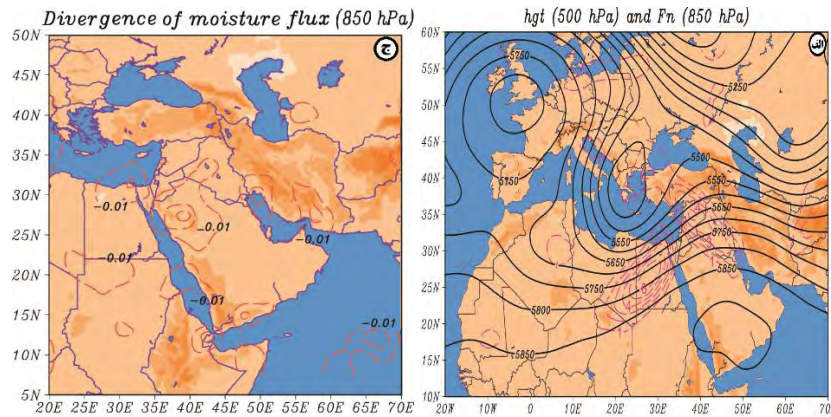 Divergence of moisture flux (850 hPa)
ج
50N
45N
40N
35N
30N
25N
20N
15N
10N
5N
-0.01
-0.01
-0.01
-0.01
-0.01
20E 25E 30E 35E 40E 45E 50E 55E 60E 65E 70E
hgt (500 hPa) and Fn (850 hPa)
الف
60N
55N
50N
45N
40N
35N
30N
25N
20N
15N
10N
5750
5250
5500
5550
5650
5750
5850
5750
5550
5650
5750
5800
5850
20W 10W 0 10E 20E 30E 40E 50E 60E 70E